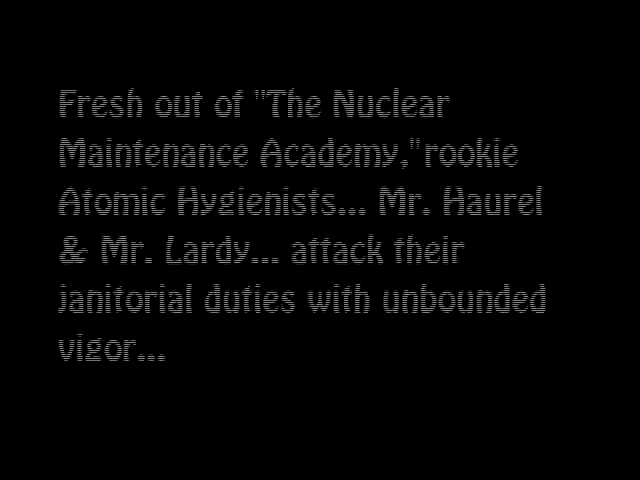 Fresh out of "The Nuclear
Maintenance Academy," rookie
Atomic Hygienists... Mr. Haurel
& Mr. Lardy... attack their
janitorial duties with unbounded
vigor...